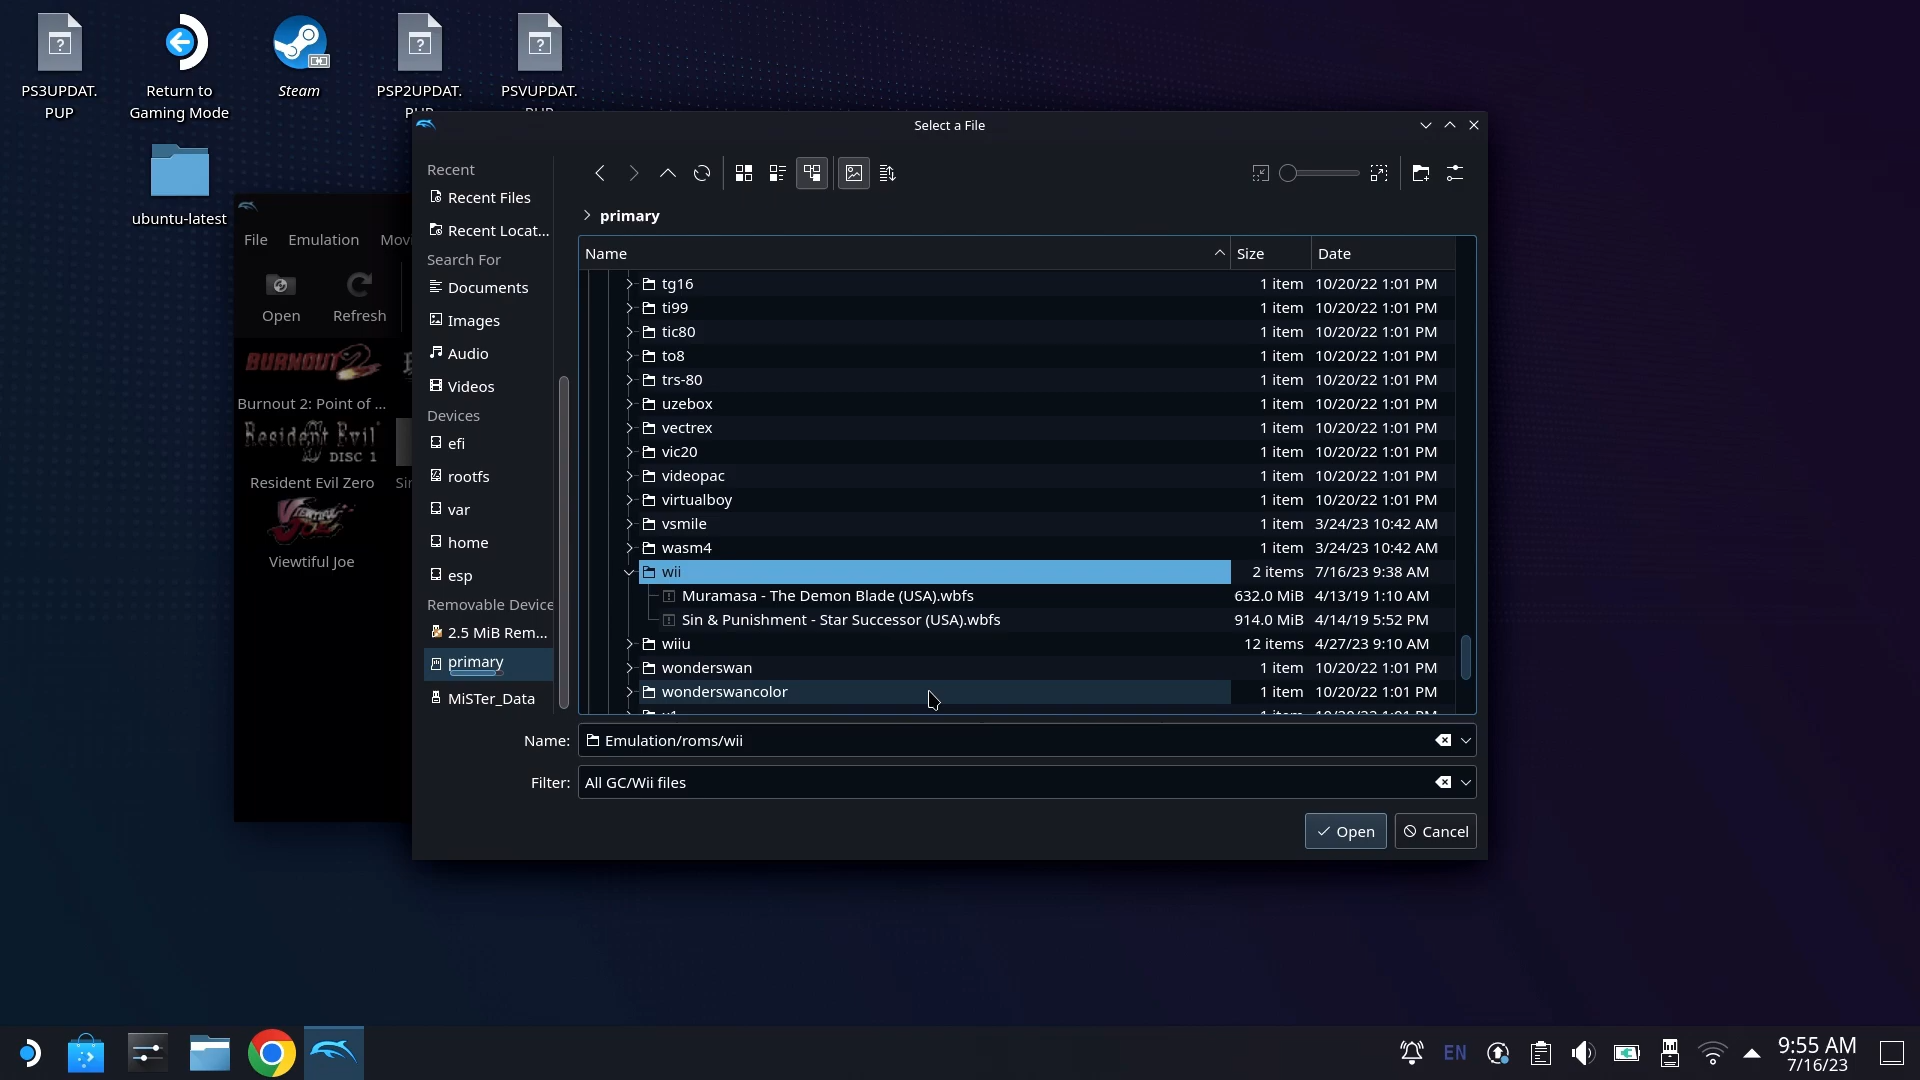 PS3UPDAT.
PUP
Return to
Gaming Mode
Steam
PSP2UPDAT.
PUP
PSVUPDAT.
PUP
ubuntu-latest
File Emulation Mov
Open Refresh
BURNOUT 2
Burnout 2: Point of ...
Resident Evil
DISC 1
Resident Evil Zero Sin
VIEWTIFUL
JOE
Viewtiful Joe
Select a File
Recent
Recent Files
Recent Locat...
Search For
Documents
Images
Audio
Videos
Devices
efi
rootfs
var
home
esp
Removable Device
2.5 MiB Rem...
primary
MiSTer_Data
primary
Name Size Date
tg16 1 item 10/20/22 1:01 PM
ti99 1 item 10/20/22 1:01 PM
tic80 1 item 10/20/22 1:01 PM
to8 1 item 10/20/22 1:01 PM
trs-80 1 item 10/20/22 1:01 PM
uzebox 1 item 10/20/22 1:01 PM
vectrex 1 item 10/20/22 1:01 PM
vic20 1 item 10/20/22 1:01 PM
videopac 1 item 10/20/22 1:01 PM
virtualboy 1 item 10/20/22 1:01 PM
vsmile 1 item 3/24/23 10:42 AM
wasm4 1 item 3/24/23 10:42 AM
wii 2 items 7/16/23 9:38 AM
Muramasa - The Demon Blade (USA).wbfs 632.0 MiB 4/13/19 1:10 AM
Sin & Punishment - Star Successor (USA).wbfs 914.0 MiB 4/14/19 5:52 PM
wiiu 12 items 4/27/23 9:10 AM
wonderswan 1 item 10/20/22 1:01 PM
wonderswancolor 1 item 10/20/22 1:01 PM
Name: Emulation/roms/wii
Filter: All GC/Wii files
Open Cancel
EN
9:55 AM
7/16/23